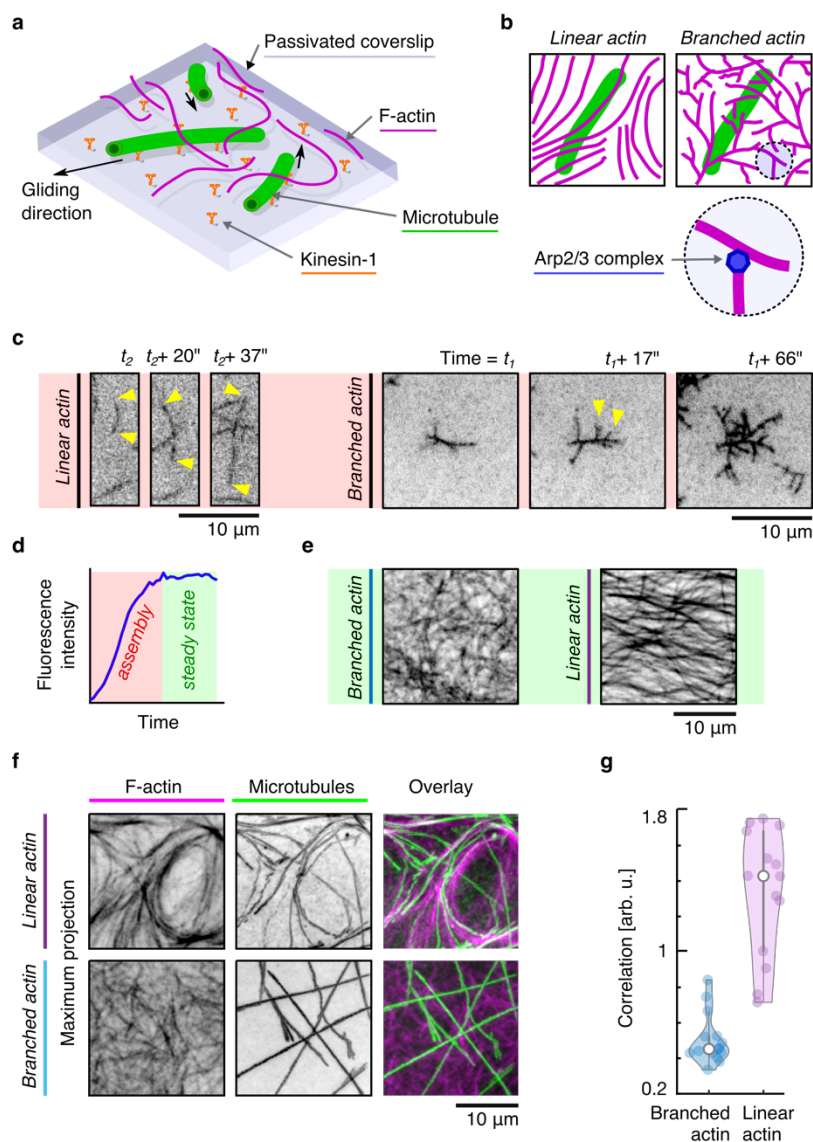 a
Passivated coverslip
F-actin
Gliding
direction
Microtubule
Kinesin-1
b
Linear actin
Branched actin
Arp2/3 complex
c
t2
t2+ 20"
t2+ 37"
Time = t1
t1+ 17"
t1+ 66"
Linear actin
Branched actin
10 μm
10 μm
d
Fluorescence
intensity
assembly
steady state
Time
e
Branched actin
Linear actin
10 μm
f
F-actin
Microtubules
Overlay
Linear actin
Branched actin
Maximum projection
10 μm
g
Correlation [arb. u.]
1.8
1
0.2
Branched
actin
Linear
actin